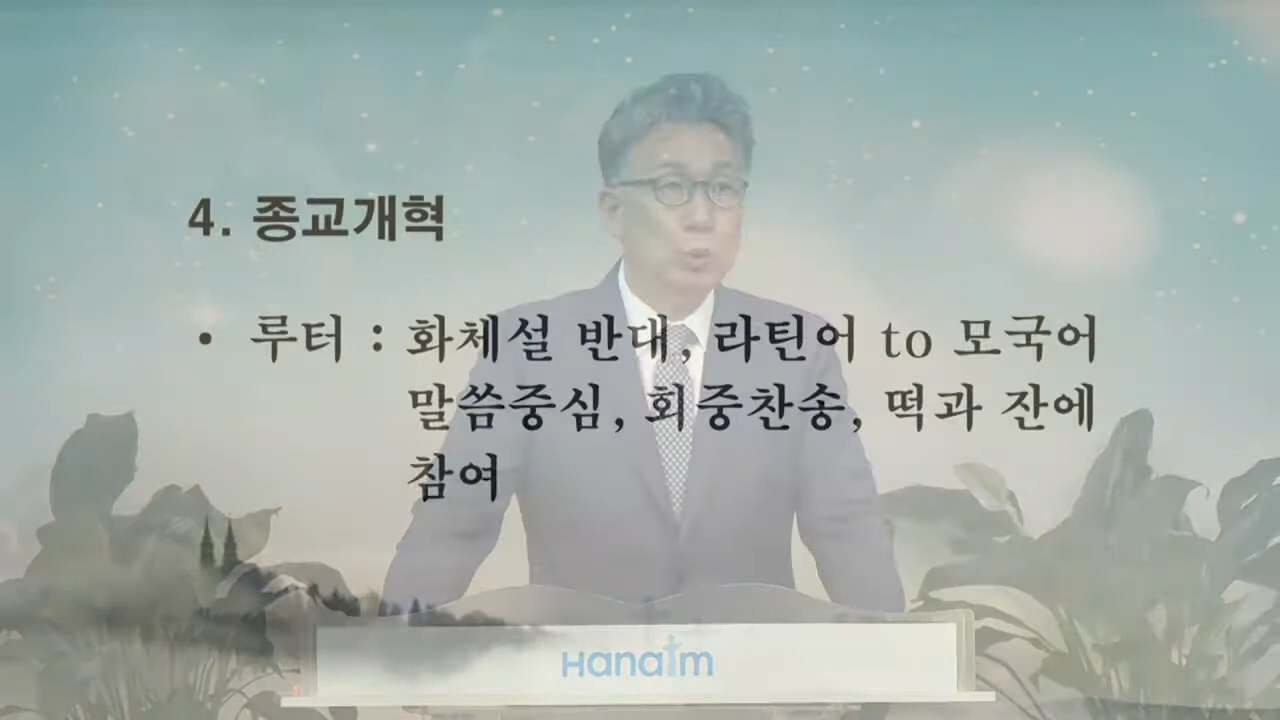 4. 종교개혁
• 루터 : 화체설 반대, 라틴어 to 모국어
말씀중심, 회중찬송, 떡과 잔에
참여
Hanaim